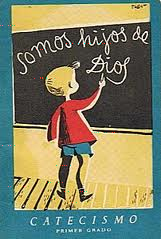 somos hijos de
Dios
CATECISMO
PRIMER GRADO